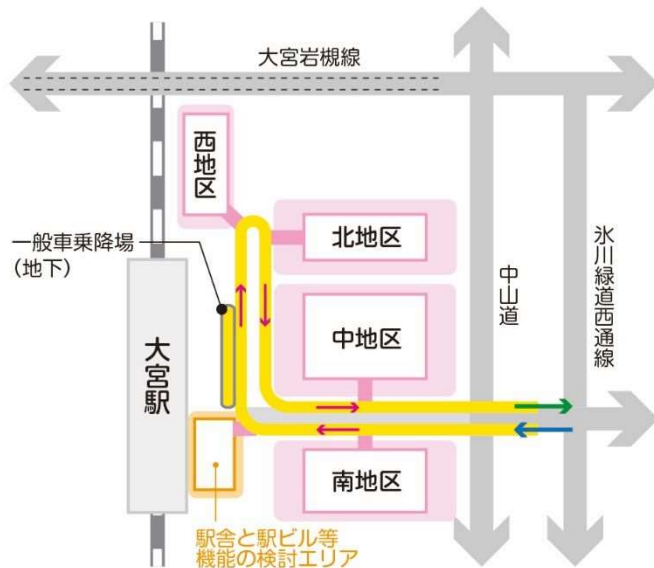 大宮岩槻線
西地区
一般車乗降場
(地下)
北地区
中山道
氷川緑道西通線
中地区
大宮駅
南地区
駅舎と駅ビル等
機能の検討エリア